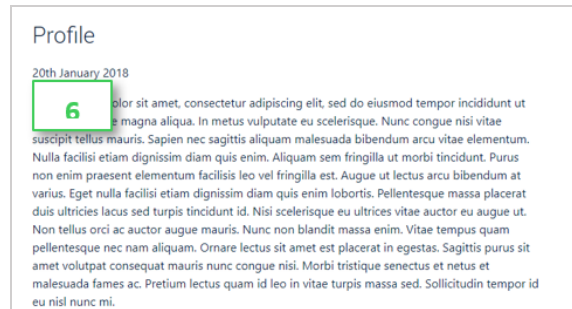 Profile
20th January 2018
6
olor sit amet, consectetur adipiscing elit, sed do eiusmod tempor incididunt ut
magna aliqua. In metus vulputate eu scelerisque. Nunc congue nisi vitae
suscipit tellus mauris. Sapien nec sagittis aliquam malesuada bibendum arcu vitae elementum.
Nulla facilisi etiam dignissim diam quis enim. Aliquam sem fringilla ut morbi tincidunt. Purus
non enim praesent elementum facilisis leo vel fringilla est. Augue ut lectus arcu bibendum at
varius. Eget nulla facilisi etiam dignissim diam quis enim lobortis. Pellentesque massa placerat
duis ultricies lacus sed turpis tincidunt id. Nisi scelerisque eu ultrices vitae auctor eu augue ut.
Non tellus orci ac auctor augue mauris. Nunc non blandit massa enim. Vitae tempus quam
pellentesque nec nam aliquam. Ornare lectus sit amet est placerat in egestas. Sagittis purus sit
amet volutpat consequat mauris nunc congue nisi. Morbi tristique senectus et netus et
malesuada fames ac. Pretium lectus quam id leo in vitae turpis massa sed. Sollicitudin tempor id
eu nisl nunc mi.